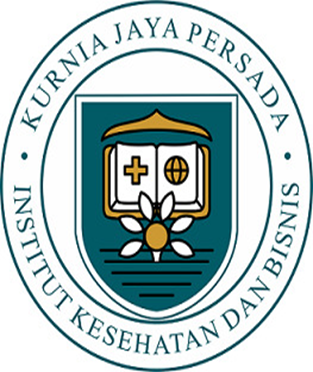 KURNIA JAYA PERSADA
INSTITUT KESEHATAN DAN BISNIS